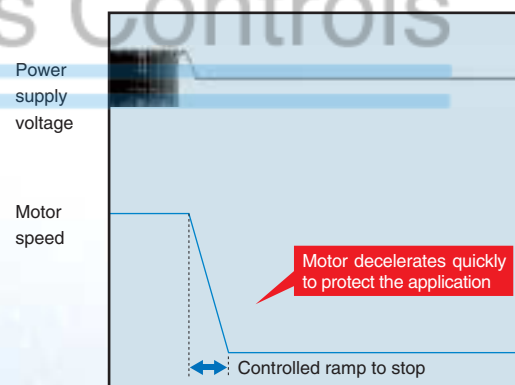 s Controls
Power
supply
voltage
Motor
speed
Motor decelerates quickly
to protect the application
Controlled ramp to stop